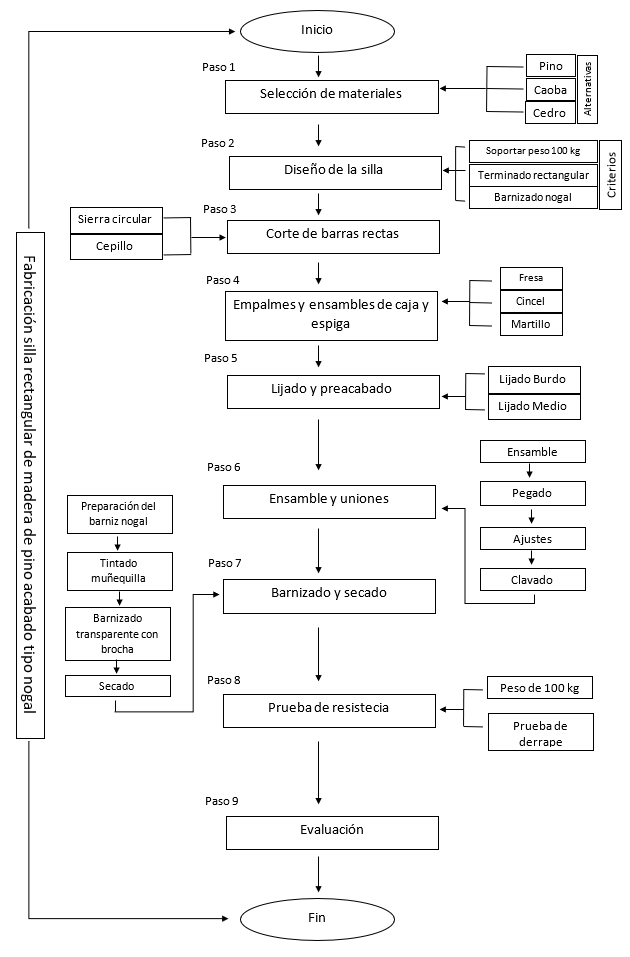 Inicio
Paso 1
Selección de materiales
Pino
Caoba
Cedro
Alternativas
Paso 2
Diseño de la silla
Soportar peso 100 kg
Terminado rectangular
Barnizado nogal
Criterios
Paso 3
Sierra circular
Cepillo
Corte de barras rectas
Paso 4
Empalmes y ensambles de caja y
espiga
Fresa
Cincel
Martillo
Paso 5
Lijado y preacabado
Lijado Burdo
Lijado Medio
Paso 6
Ensamble y uniones
Ensamble
Pegado
Ajustes
Clavado
Paso 7
Barnizado y secado
Preparación del
barniz nogal
Tintado
muñequilla
Barnizado
transparente con
brocha
Secado
Paso 8
Prueba de resistecia
Peso de 100 kg
Prueba de
derrape
Paso 9
Evaluación
Fin
Fabricación silla rectangular de madera de pino acabado tipo nogal